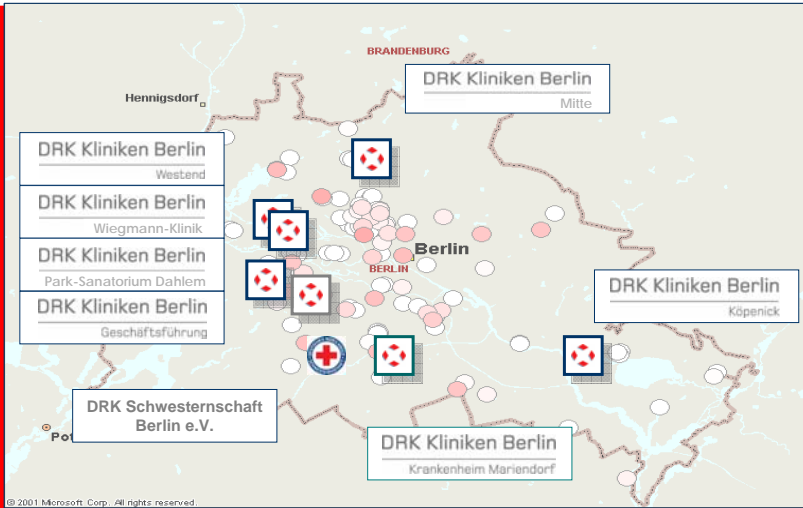 BRANDENBURG
DRK Kliniken Berlin
Mitte
Hennigsdorf
DRK Kliniken Berlin
Westend
DRK Kliniken Berlin
Wiegmann-Klinik
DRK Kliniken Berlin
Park-Sanatorium Dahlem
DRK Kliniken Berlin
Geschäftsführung
Berlin
BERLIN
DRK Kliniken Berlin
Köpenick
DRK Schwesternschaft
Berlin e.V.
Pot
DRK Kliniken Berlin
Krankenheim Mariendorf
© 2001 Microsoft Corp. All rights reserved.